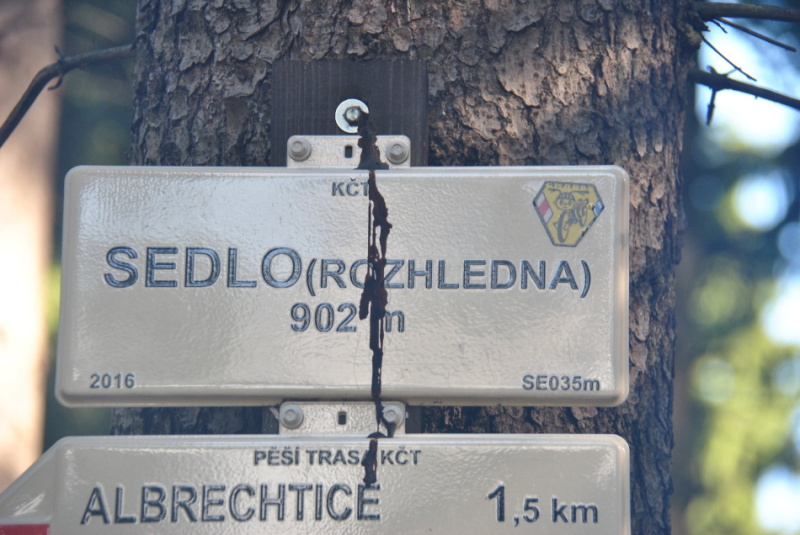 KČT
SEDLO (ROZHLEDNA)
902 m
2016 SE035m
PĚŠÍ TRASA KČT
ALBRECHTICE 1,5 km